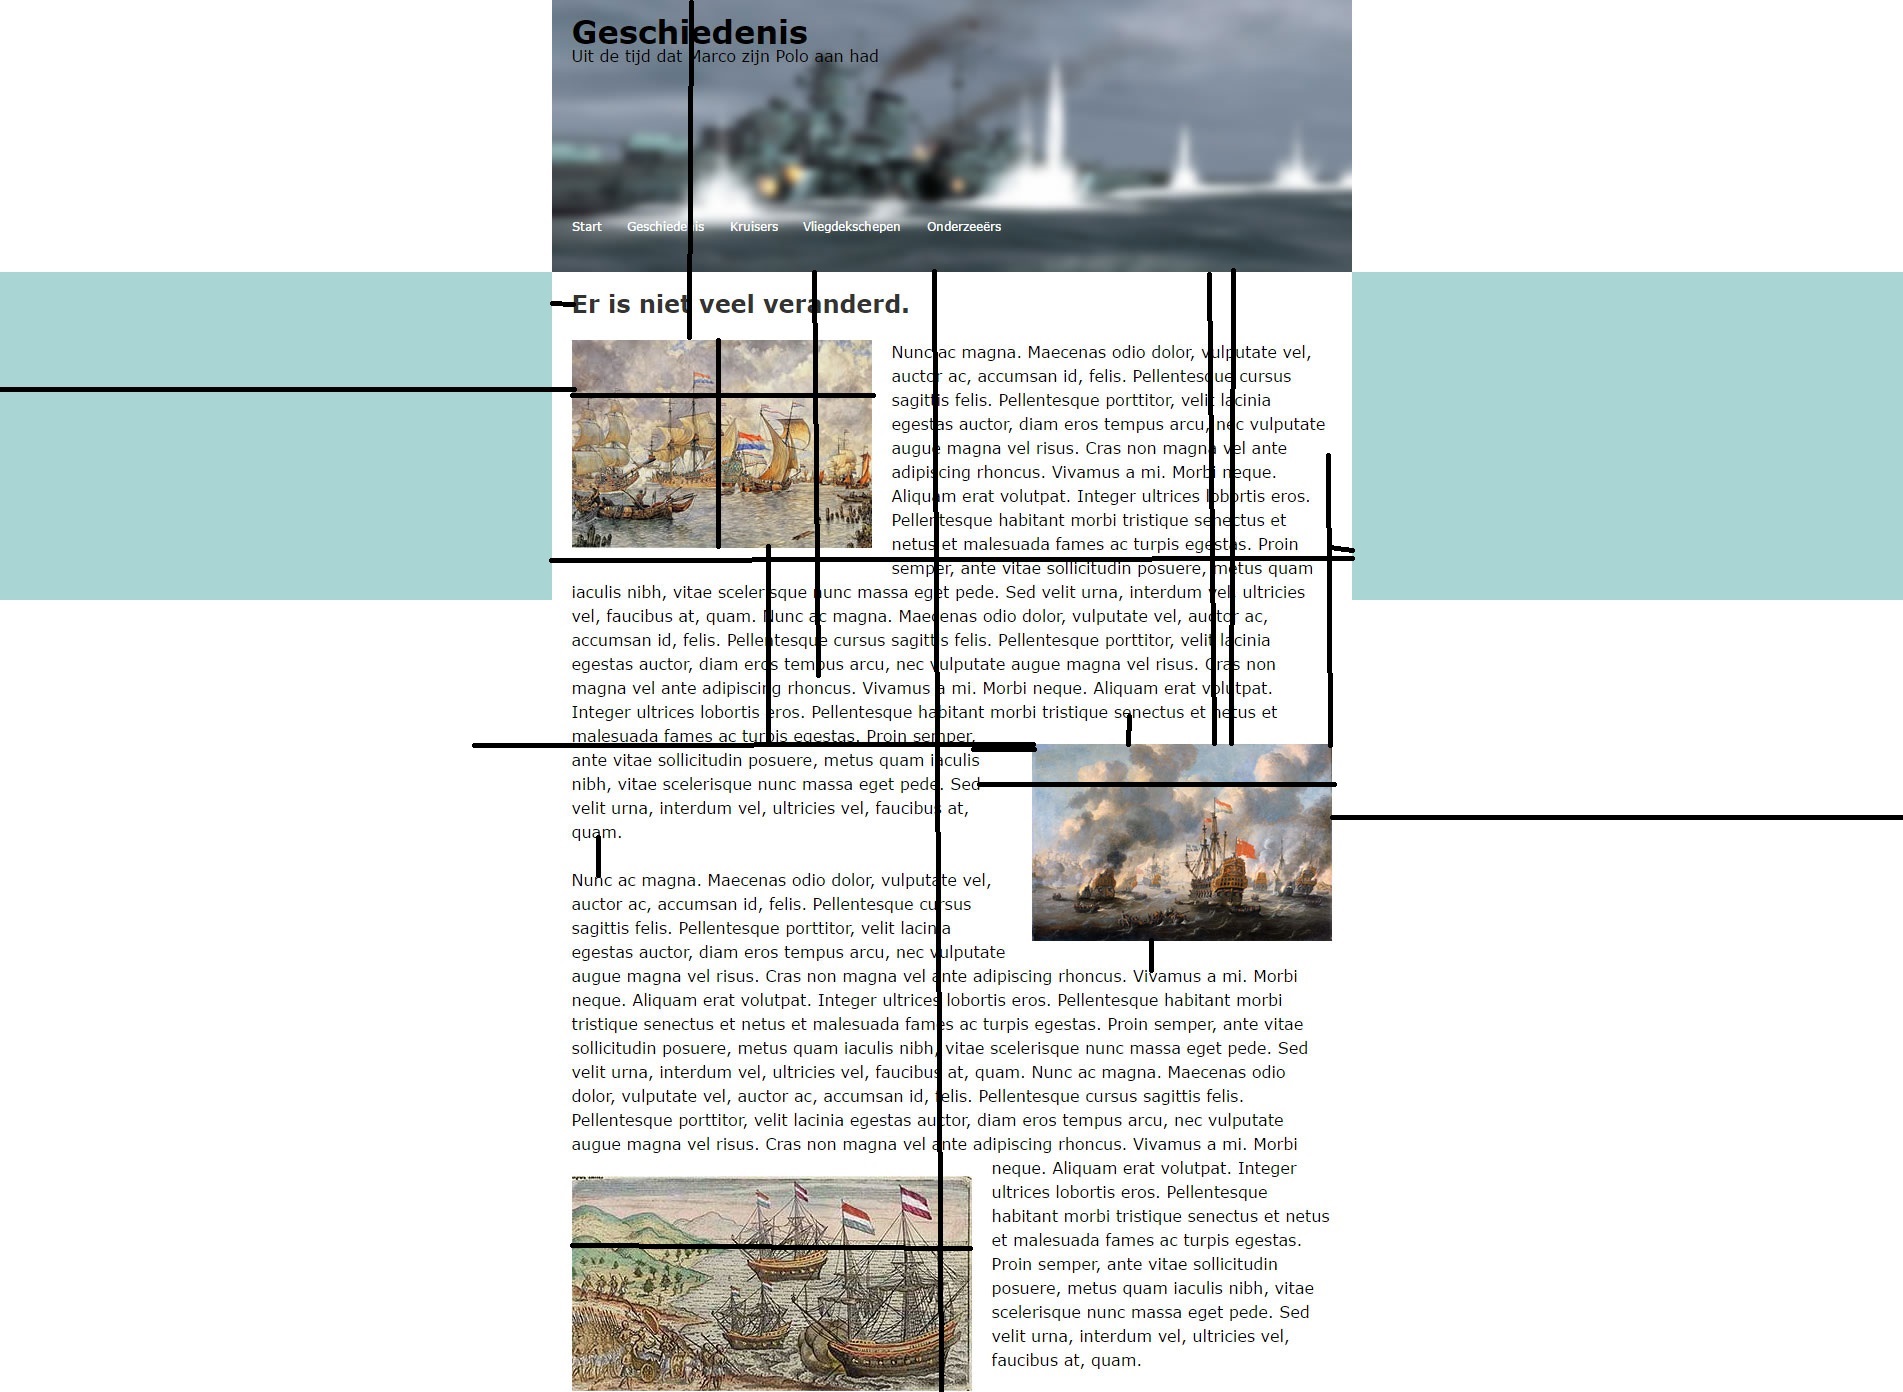 Geschiedenis
Uit de tijd dat Marco zijn Polo aan had
Start Geschiedenis Kruisers Vliegdekschepen Onderzeeërs
Er is niet veel veranderd.
Nunc ac magna. Maecenas odio dolor, vulputate vel,
auctor ac, accumsan id, felis. Pellentesque cursus
sagittis felis. Pellentesque porttitor, velit lacinia
egestas auctor, diam eros tempus arcu, nec vulputate
augue magna vel risus. Cras non magna vel ante
adipiscing rhoncus. Vivamus a mi. Morbi neque.
Aliquam erat volutpat. Integer ultrices lobortis eros.
Pellentesque habitant morbi tristique senectus et
netus et malesuada fames ac turpis egestas. Proin
semper, ante vitae sollicitudin posuere, metus quam
iaculis nibh, vitae scelerisque nunc massa eget pede. Sed velit urna, interdum vel, ultricies
vel, faucibus at, quam. Nunc ac magna. Maecenas odio dolor, vulputate vel, auctor ac,
accumsan id, felis. Pellentesque cursus sagittis felis. Pellentesque porttitor, velit lacinia
egestas auctor, diam eros tempus arcu, nec vulputate augue magna vel risus. Cras non
magna vel ante adipiscing rhoncus. Vivamus a mi. Morbi neque. Aliquam erat volutpat.
Integer ultrices lobortis eros. Pellentesque habitant morbi tristique senectus et netus et
malesuada fames ac turpis egestas. Proin semper,
ante vitae sollicitudin posuere, metus quam iaculis
nibh, vitae scelerisque nunc massa eget pede. Sed
velit urna, interdum vel, ultricies vel, faucibus at,
quam.
Nunc ac magna. Maecenas odio dolor, vulputate vel,
auctor ac, accumsan id, felis. Pellentesque cursus
sagittis felis. Pellentesque porttitor, velit lacinia
egestas auctor, diam eros tempus arcu, nec vulputate
augue magna vel risus. Cras non magna vel ante adipiscing rhoncus. Vivamus a mi. Morbi
neque. Aliquam erat volutpat. Integer ultrices lobortis eros. Pellentesque habitant morbi
tristique senectus et netus et malesuada fames ac turpis egestas. Proin semper, ante vitae
sollicitudin posuere, metus quam iaculis nibh, vitae scelerisque nunc massa eget pede. Sed
velit urna, interdum vel, ultricies vel, faucibus at, quam. Nunc ac magna. Maecenas odio
dolor, vulputate vel, auctor ac, accumsan id, felis. Pellentesque cursus sagittis felis.
Pellentesque porttitor, velit lacinia egestas auctor, diam eros tempus arcu, nec vulputate
augue magna vel risus. Cras non magna vel ante adipiscing rhoncus. Vivamus a mi. Morbi
neque. Aliquam erat volutpat. Integer
ultrices lobortis eros. Pellentesque
habitant morbi tristique senectus et netus
et malesuada fames ac turpis egestas.
Proin semper, ante vitae sollicitudin
posuere, metus quam iaculis nibh, vitae
scelerisque nunc massa eget pede. Sed
velit urna, interdum vel, ultricies vel,
faucibus at, quam.